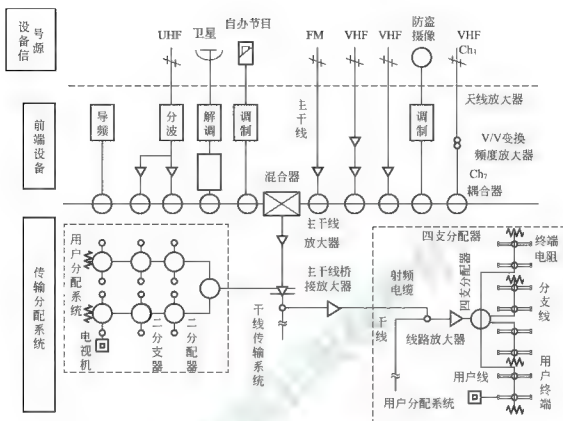 设备信号源
UHF
卫星
自办节目
FM
VHF
VHF
防盗摄像
VHF
Ch₁
前端设备
导频
分波
解调
调制
主干线
调制
天线放大器
V/V变换
频度放大器
Ch₇
耦合器
混合器
主干线
放大器
传输分配系统
用户分配系统
电视机
二分支器
二分配器
主干线桥
接放大器
干线传输系统
射频
电缆
干线
四支分配器
四支分配器
线路放大器
终端
电阻
分支线
用户线
用户终端
用户分配系统